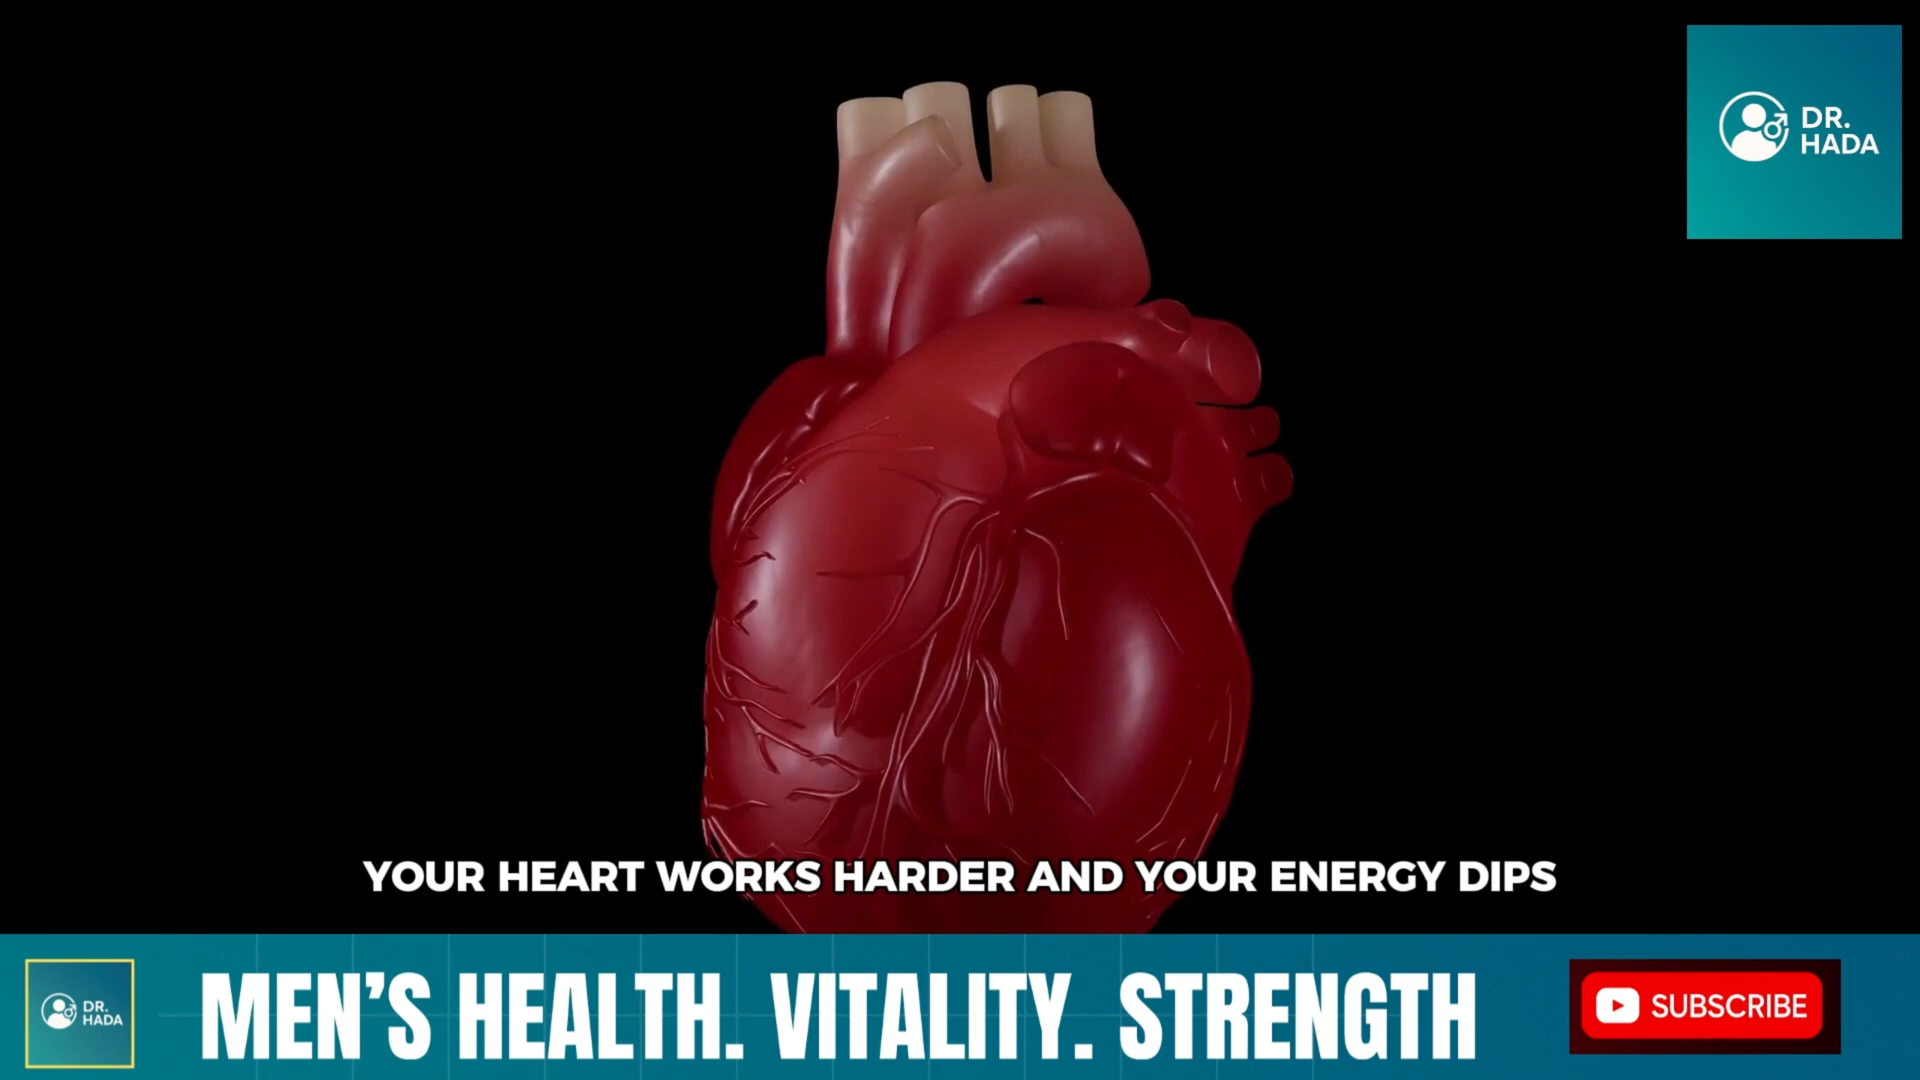 DR.
HADA
YOUR HEART WORKS HARDER AND YOUR ENERGY DIPS
DR.
HADA
MEN’S HEALTH. VITALITY. STRENGTH
SUBSCRIBE